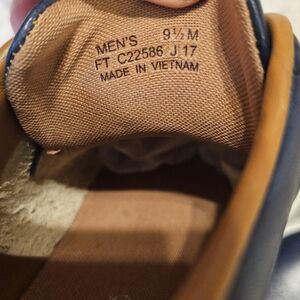 MEN'S 9½ M
FT C22586 J 17
MADE IN VIETNAM